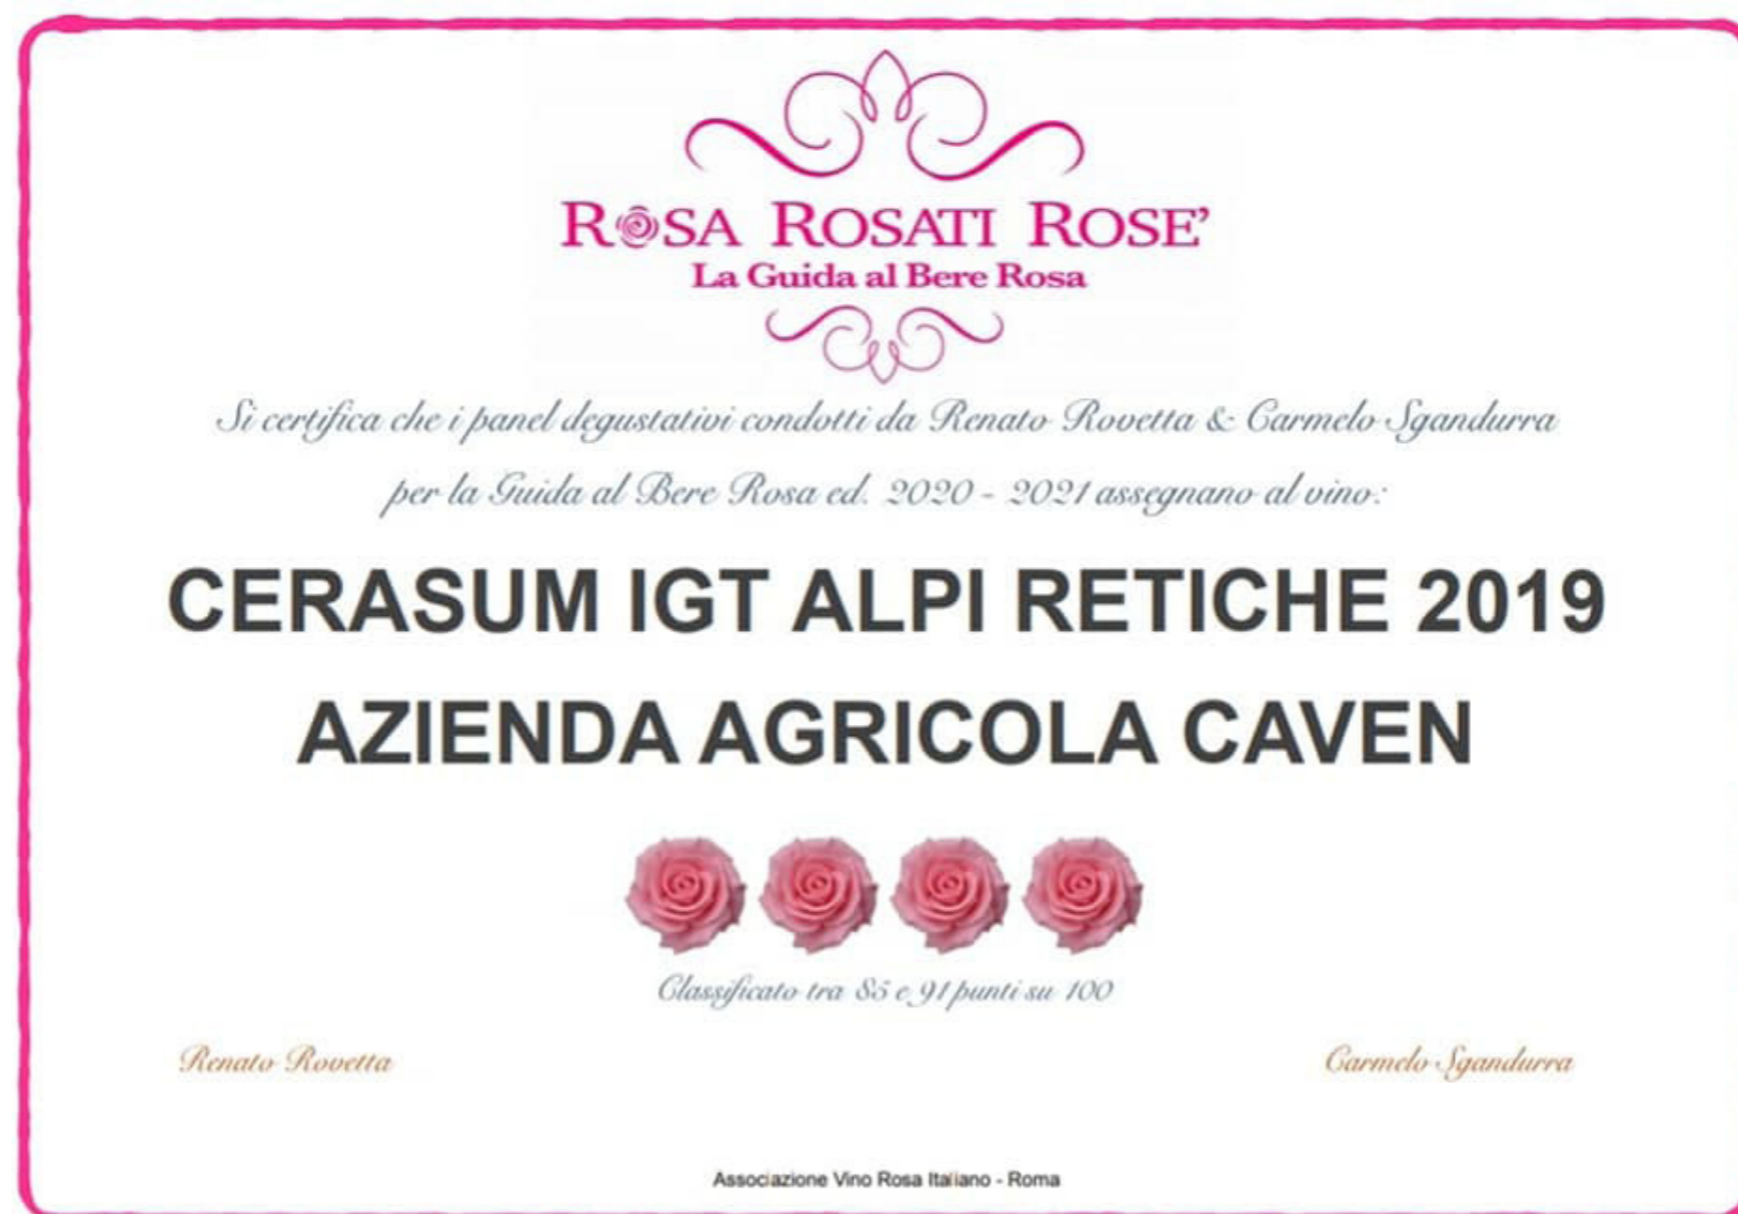 ROSA ROSATI ROSE'
La Guida al Bere Rosa
Si certifica che i panel degustativi condotti da Renato Rovetta & Carmelo Sgandurra
per la Guida al Bere Rosa ed. 2020 - 2021 assegnano al vino:
CERASUM IGT ALPI RETICHE 2019
AZIENDA AGRICOLA CAVEN
Classificato tra 85 e 91 punti su 100
Renato Rovetta
Carmelo Sgandurra
Associazione Vino Rosa Italiano - Roma